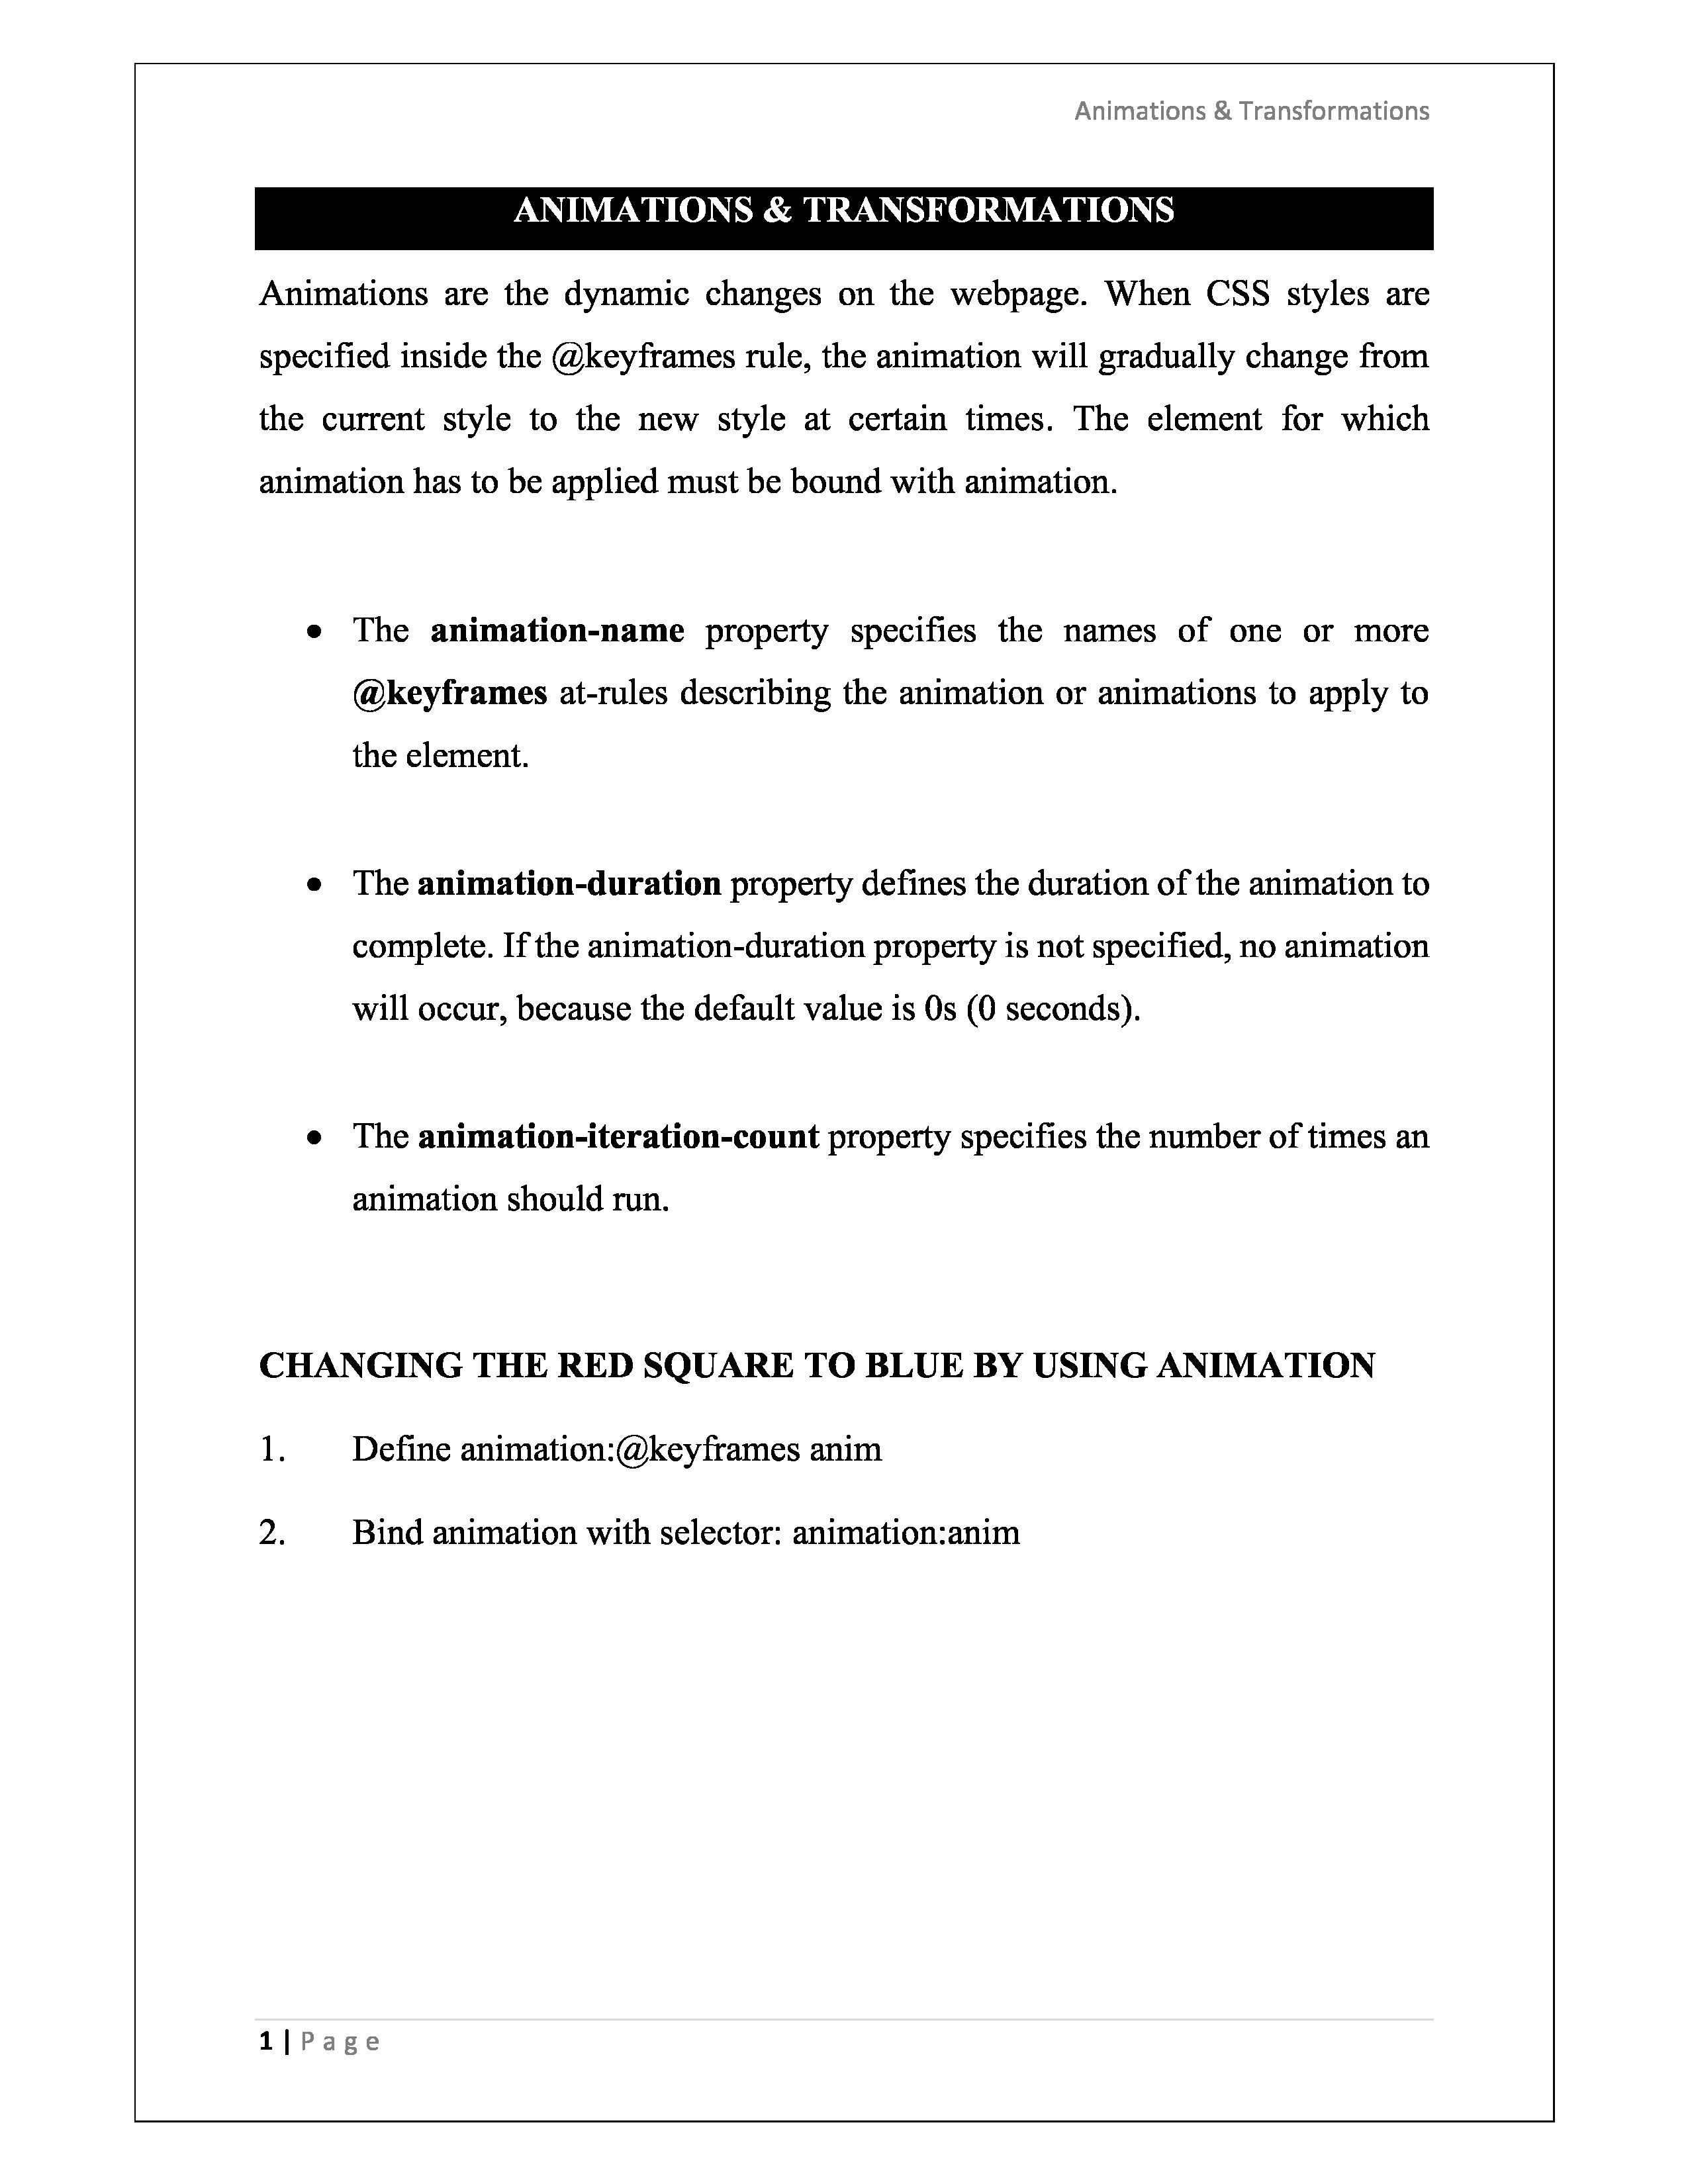 Animations & Transformations
ANIMATIONS & TRANSFORMATIONS
Animations are the dynamic changes on the webpage. When CSS styles are
specified inside the @keyframes rule, the animation will gradually change from
the current style to the new style at certain times. The element for which
animation has to be applied must be bound with animation.
• The animation-name property specifies the names of one or more
@keyframes at-rules describing the animation or animations to apply to
the element.
• The animation-duration property defines the duration of the animation to
complete. If the animation-duration property is not specified, no animation
will occur, because the default value is 0s (0 seconds).
• The animation-iteration-count property specifies the number of times an
animation should run.
CHANGING THE RED SQUARE TO BLUE BY USING ANIMATION
1. Define animation:@keyframes anim
2. Bind animation with selector: animation:anim
1 | Page